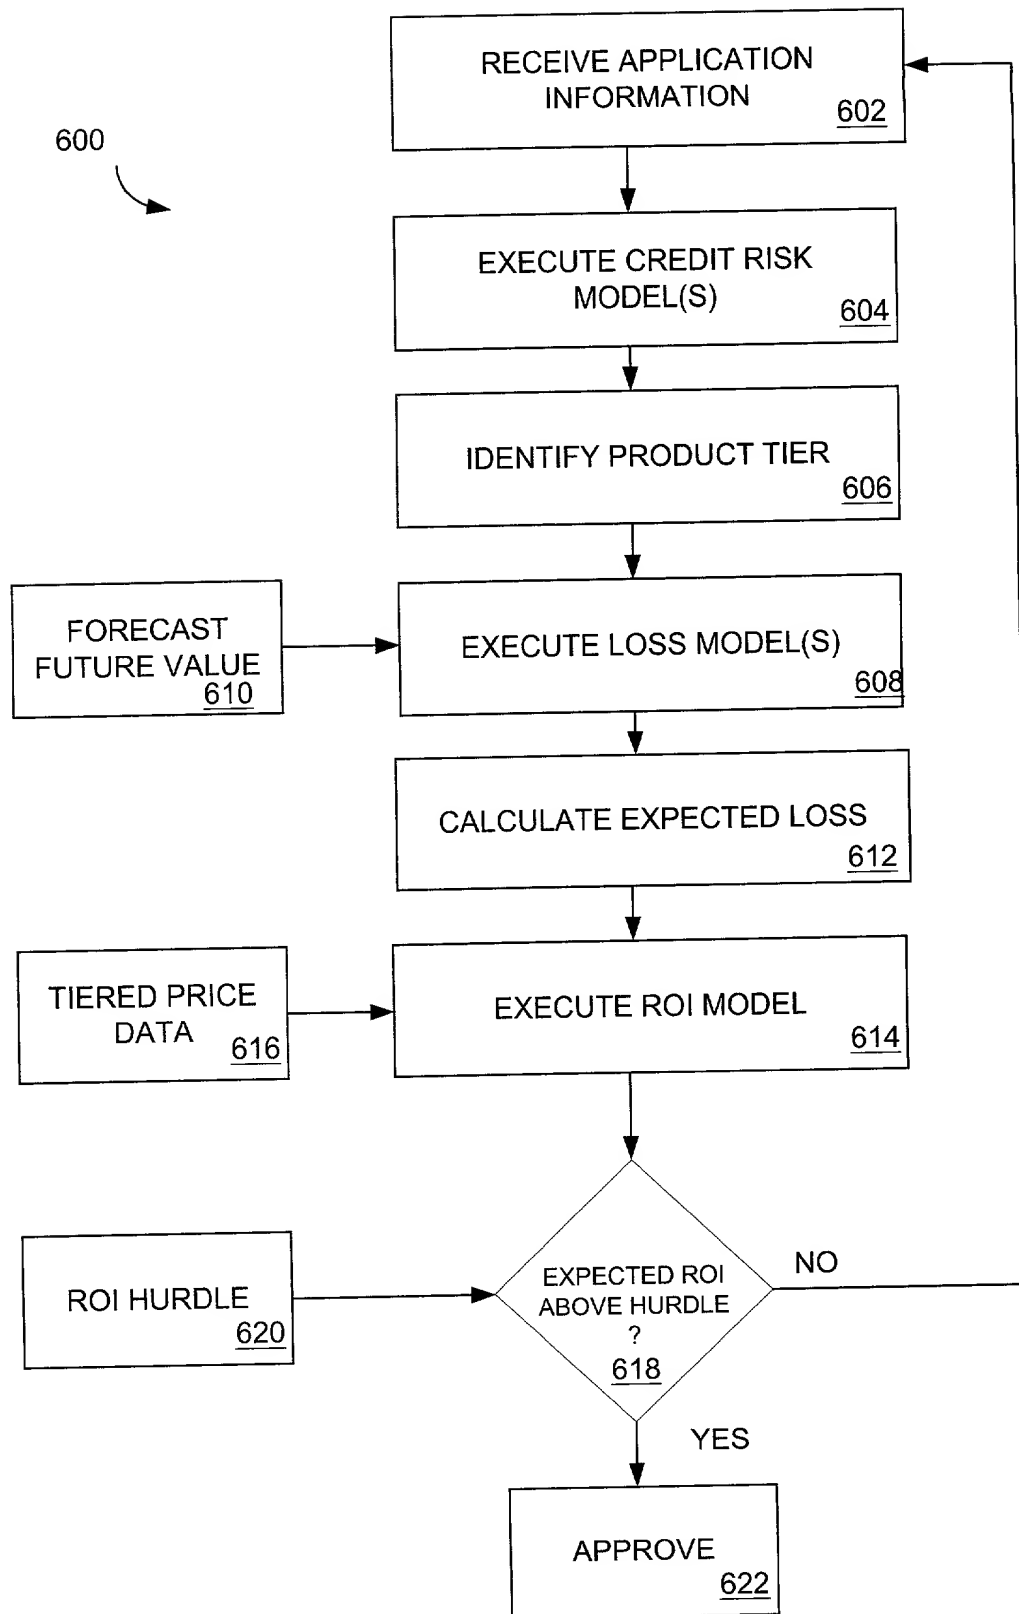 RECEIVE APPLICATION
INFORMATION
602
600
EXECUTE CREDIT RISK
MODEL(S)
604
IDENTIFY PRODUCT TIER
606
FORECAST
FUTURE VALUE
610
EXECUTE LOSS MODEL(S)
608
CALCULATE EXPECTED LOSS
612
TIERED PRICE
DATA
616
EXECUTE ROI MODEL
614
ROI HURDLE
620
EXPECTED ROI
ABOVE HURDLE
?
618
NO
YES
APPROVE
622